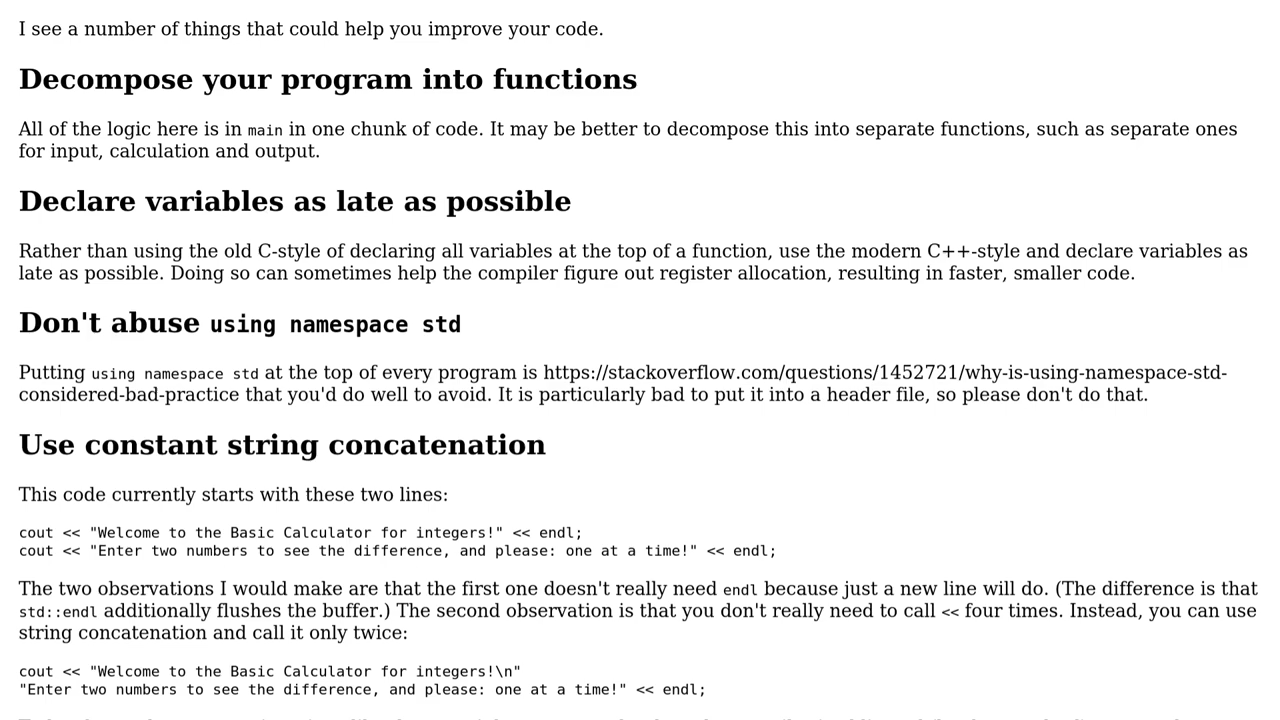 I see a number of things that could help you improve your code.
Decompose your program into functions
All of the logic here is in main in one chunk of code. It may be better to decompose this into separate functions, such as separate ones
for input, calculation and output.
Declare variables as late as possible
Rather than using the old C-style of declaring all variables at the top of a function, use the modern C++-style and declare variables as
late as possible. Doing so can sometimes help the compiler figure out register allocation, resulting in faster, smaller code.
Don't abuse using namespace std
Putting using namespace std at the top of every program is https://stackoverflow.com/questions/1452721/why-is-using-namespace-std-
considered-bad-practice that you'd do well to avoid. It is particularly bad to put it into a header file, so please don't do that.
Use constant string concatenation
This code currently starts with these two lines:
cout << "Welcome to the Basic Calculator for integers!" << endl;
cout << "Enter two numbers to see the difference, and please: one at a time!" << endl;
The two observations I would make are that the first one doesn't really need endl because just a new line will do. (The difference is that
std::endl additionally flushes the buffer.) The second observation is that you don't really need to call << four times. Instead, you can use
string concatenation and call it only twice:
cout << "Welcome to the Basic Calculator for integers!\n"
"Enter two numbers to see the difference, and please: one at a time!" << endl;